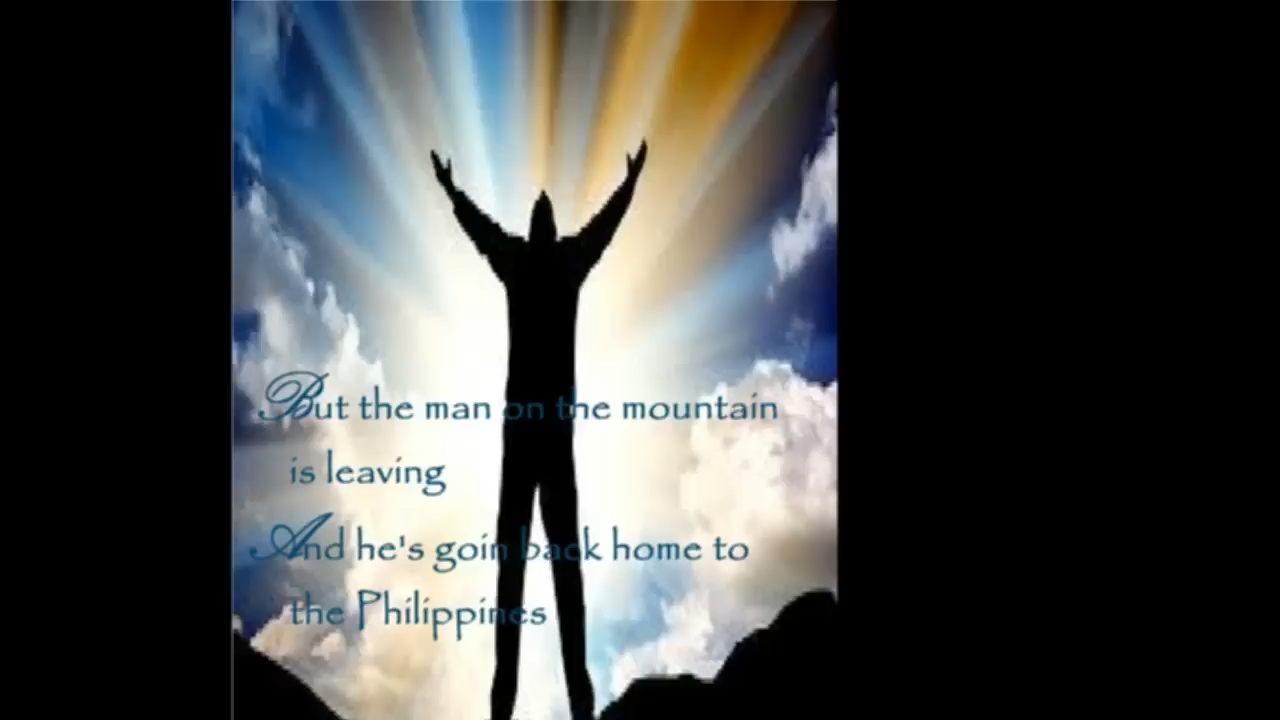 But the man on the mountain
is leaving
And he's goin back home to
the Philippines